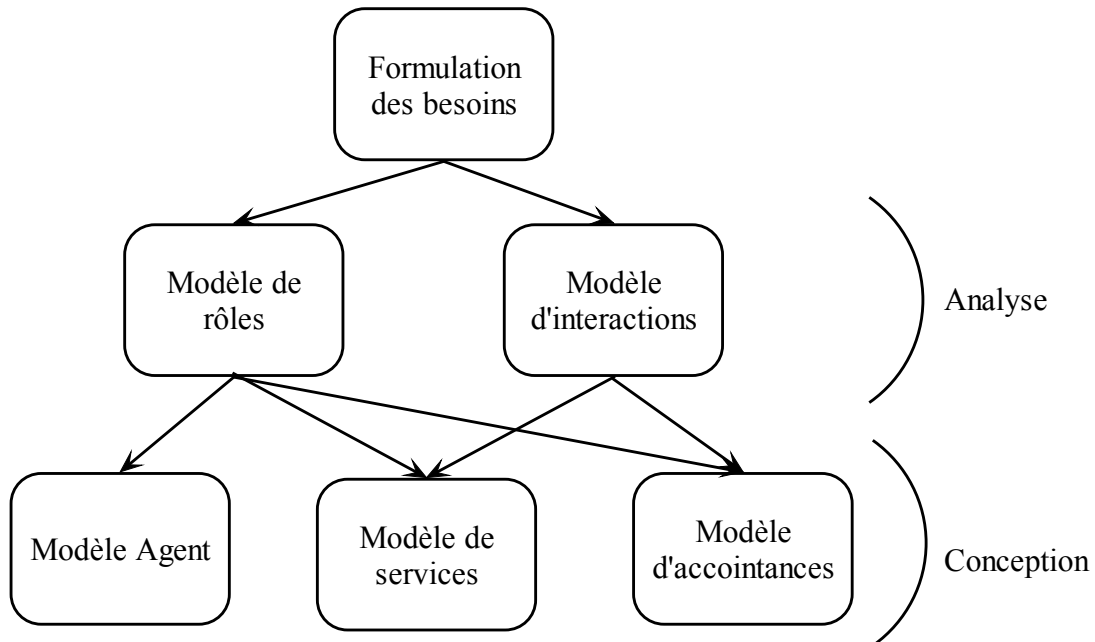 Formulation
des besoins
Modèle de
rôles
Modèle
d'interactions
Analyse
Modèle Agent
Modèle de
services
Modèle
d'accointances
Conception